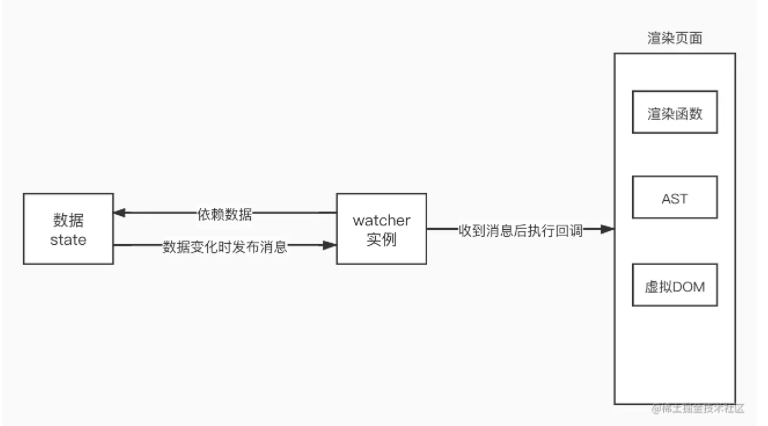 渲染页面
渲染函数
AST
虚拟DOM
数据
state
依赖数据
数据变化时发布消息
watcher
实例
收到消息后执行回调
@稀土掘金技术社区